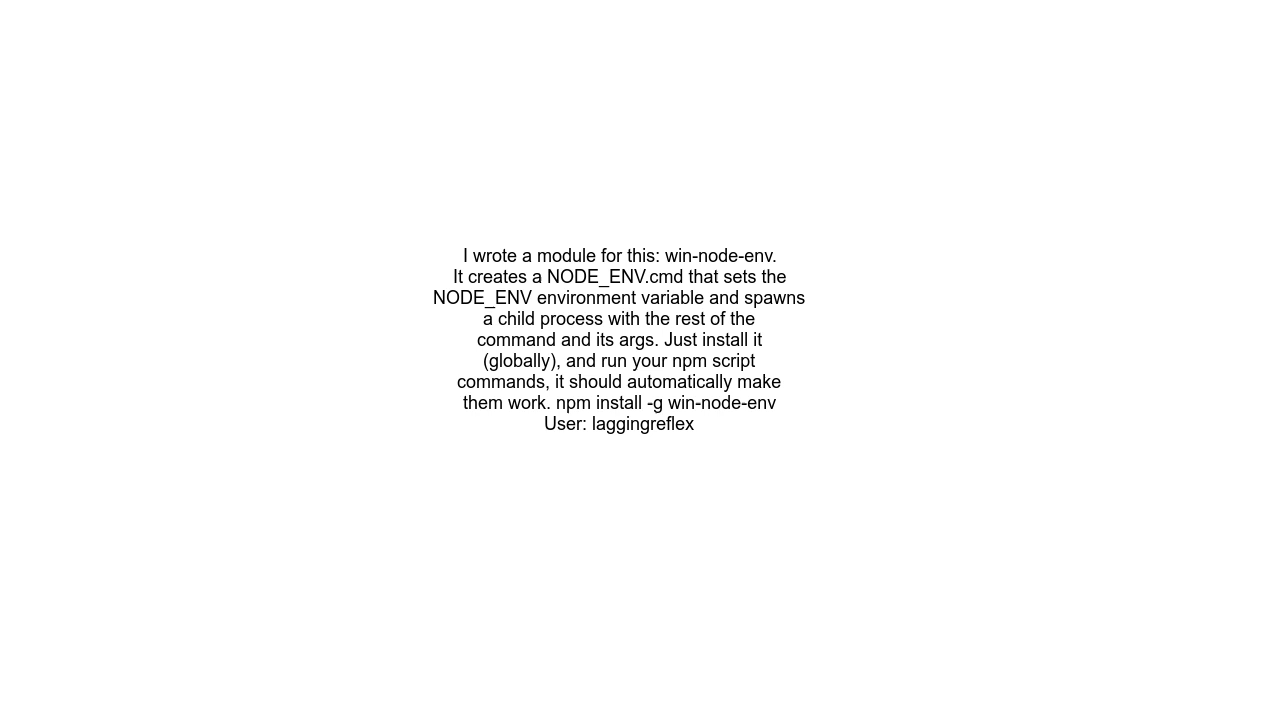 I wrote a module for this: win-node-env.
It creates a NODE_ENV.cmd that sets the
NODE_ENV environment variable and spawns
a child process with the rest of the
command and its args. Just install it
(globally), and run your npm script
commands, it should automatically make
them work. npm install -g win-node-env
User: laggingreflex